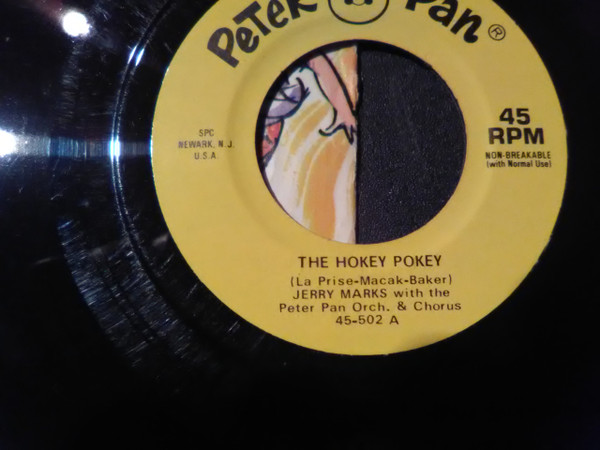 PETER PAN ®
SPC
NEWARK, N.J.
U.S.A.
45
RPM
NON-BREAKABLE
(with Normal Use)
THE HOKEY POKEY
(La Prise-Macak-Baker)
JERRY MARKS with the
Peter Pan Orch. & Chorus
45-502 A